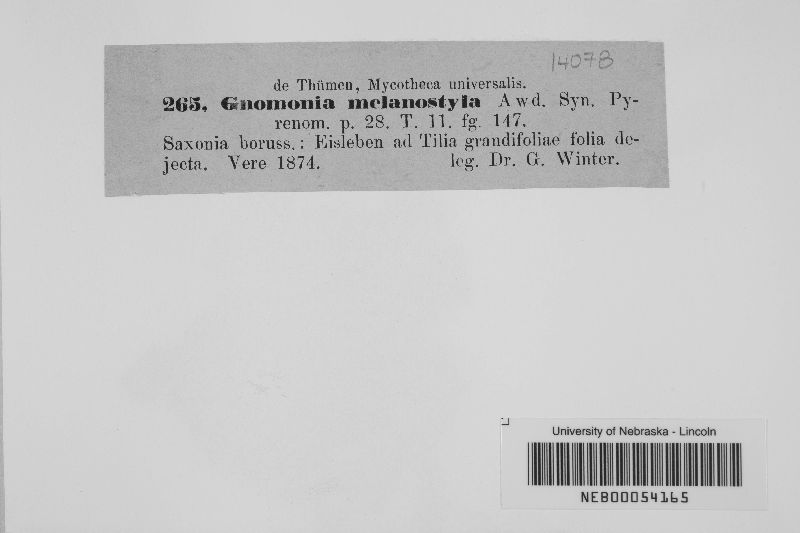 14078
de Thümen, Mycotheca universalis.
265. Gnomonia melanostyla Awd. Syn. Py-
renom. p. 28. T. 11. fg. 147.
Saxonia boruss.: Eisleben ad Tilia grandifoliae folia de-
jecta. Vere 1874. leg. Dr. G. Winter.
University of Nebraska - Lincoln
NEB00054165